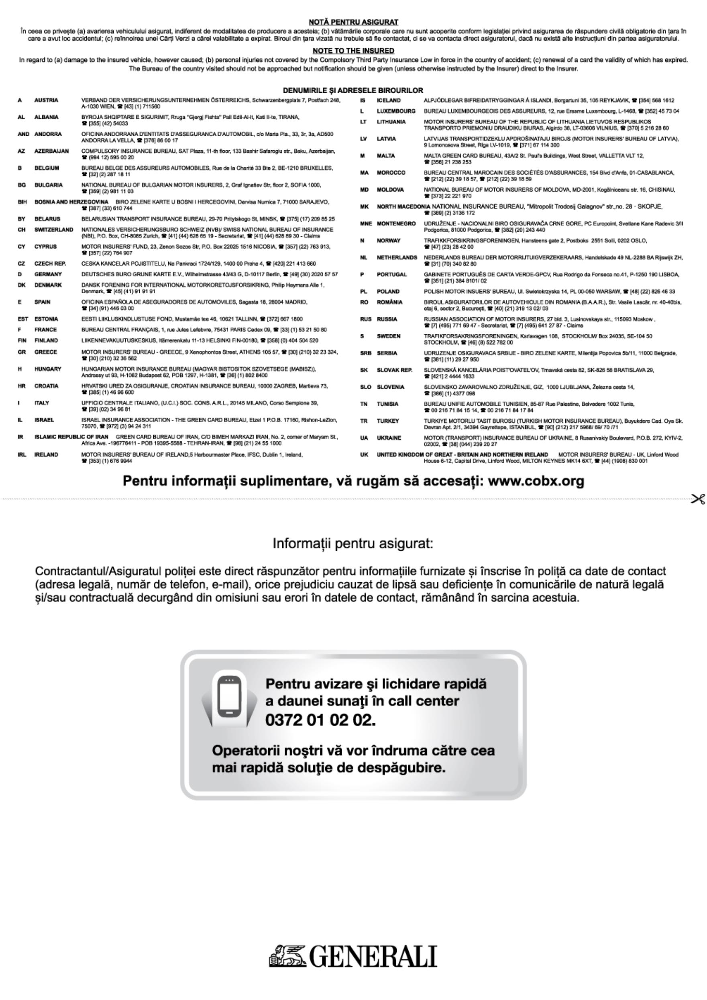 NOTĂ PENTRU ASIGURAT
În ceea ce privește (a) avarierea vehiculului asigurat, indiferent de modalitatea de producere a acesteia; (b) vătămările corporale care nu sunt acoperite conform legislației privind asigurarea de răspundere civilă obligatorie din țara în
care a avut loc accidentul; (c) reînnoirea unei Cărți Verzi a cărei valabilitate a expirat. Biroul din țara vizată nu trebuie să fie contactat, ci se va contacta direct asiguratorul, dacă nu există alte instrucțiuni din partea asiguratorului.
NOTE TO THE INSURED
In regard to (a) damage to the insured vehicle, however caused; (b) personal injuries not covered by the Compolsory Third Party Insurance Low in force in the country of accident; (c) renewal of a card the validity of which has expired.
The Bureau of the country visited should not be approached but notification should be given (unless otherwise instructed by the Insurer) direct to the Insurer.
DENUMIRILE ȘI ADRESELE BIROURILOR
A AUSTRIA VERBAND DER VERSICHERUNGSUNTERNEHMEN ÖSTERREICHS, Schwarzenbergplats 7, Postfach 248,
A-1030 WIEN, ☎ [43] (1) 711560
AL ALBANIA BYROJA SHQIPTARE E SIGURIMIT, Rruga "Gjergj Fishta" Pall Edil-Al-It, Kati II-te, TIRANA,
☎ [355] (42) 54033
AND ANDORRA OFICINA ANDORRANA D'ENTITATS D'ASSEGURANCA D'AUTOMOBIL, c/o Maria Pla., 33, 3r, 3a, AD500
ANDORRA LA VELLA, ☎ [376] 86 00 17
AZ AZERBAIJAN COMPULSORY INSURANCE BUREAU, SAT Plaza, 11-th floor, 133 Bashir Safaroglu str., Baku, Azerbaijan,
☎ (994 12) 595 00 20
B BELGIUM BUREAU BELGE DES ASSUREURS AUTOMOBILES, Rue de la Charité 33 Bte 2, BE-1210 BRUXELLES,
☎ [32] (2) 287 18 11
BG BULGARIA NATIONAL BUREAU OF BULGARIAN MOTOR INSURERS, 2, Graf Ignatiev Str, floor 2, SOFIA 1000,
☎ [359] (2) 981 11 03
BIH BOSNIA AND HERZEGOVINA BIRO ZELENE KARTE U BOSNI I HERCEGOVINI, Dervisa Numica 7, 71000 SARAJEVO,
☎ [387] (33) 610 744
BY BELARUS BELARUSIAN TRANSPORT INSURANCE BUREAU, 29-70 Pritytskogo St, MINSK, ☎ [375] (17) 209 85 25
CH SWITZERLAND NATIONALES VERSICHERUNGSBURO SCHWEIZ (NVB)/ SWISS NATIONAL BUREAU OF INSURANCE
(NBI), P.O. Box, CH-8085 Zurich, ☎ [41] (44) 628 65 19 - Secretariat, ☎ [41] (44) 628 89 30 - Claims
CY CYPRUS MOTOR INSURERS' FUND, 23, Zenon Sozos Str, P.O. Box 22025 1516 NICOSIA, ☎ [357] (22) 763 913,
☎ [357] (22) 764 907
CZ CZECH REP. CESKA KANCELAR POJISTITELU, Na Pankraci 1724/129, 1400 00 Praha 4, ☎ [420] 221 413 660
D GERMANY DEUTSCHES BURO GRUNE KARTE E.V., Wilhelmstrasse 43/43 G, D-10117 Berlin, ☎ [49] (30) 2020 57 57
DK DENMARK DANSK FORENING FOR INTERNATIONAL MOTORKORETOJSFORSIKRING, Philip Heymans Alle 1,
Denmark, ☎ [45] (41) 91 91 91
E SPAIN OFICINA ESPAÑOLA DE ASEGURADORES DE AUTOMOVILES, Sagasta 18, 28004 MADRID,
☎ [34] (91) 446 03 00
EST ESTONIA EESTI LIIKLUSKINDLUSTUSE FOND, Mustamäe tee 46, 10621 TALLINN, ☎ [372] 667 1800
F FRANCE BUREAU CENTRAL FRANÇAIS, 1, rue Jules Lefebvre, 75431 PARIS Cedex 09, ☎ [33] (1) 53 21 50 80
FIN FINLAND LIIKENNEVAKUUTUSKESKUS, Itämerenkatu 11-13 HELSINKI FIN-00180, ☎ [358] (0) 404 504 520
GR GREECE MOTOR INSURERS' BUREAU - GREECE, 9 Xenophontos Street, ATHENS 105 57, ☎ [30] (210) 32 23 324,
☎ [30] (210) 32 36 562
H HUNGARY HUNGARIAN MOTOR INSURANCE BUREAU (MAGYAR BISTOSITOK SZOVETSEGE (MABISZ)),
Andrassy ut 93, H-1062 Budapest 62, POB 1297, H-1381, ☎ [36] (1) 802 8400
HR CROATIA HRVATSKI URED ZA OSIGURANJE, CROATIAN INSURANCE BUREAU, 10000 ZAGREB, Martieva 73,
☎ [385] (1) 46 96 600
I ITALY UFFICIO CENTRALE ITALIANO, (U.C.I.) SOC. CONS. A.R.L., 20145 MILANO, Corso Sempione 39,
☎ [39] (02) 34 96 81
IL ISRAEL ISRAEL INSURANCE ASSOCIATION - THE GREEN CARD BUREAU, Etzel 1 P.O.B. 17160, Rishon-LeZion,
75070, ☎ [972] (3) 94 24 311
IR ISLAMIC REPUBLIC OF IRAN GREEN CARD BUREAU OF IRAN, C/O BIMEH MARKAZI IRAN, No. 2, corner of Maryam St.,
Africa Ave. -196776411 - POB 19395-5588 - TEHRAN-IRAN, ☎ [98] (21) 24 55 1000
IRL IRELAND MOTOR INSURERS' BUREAU OF IRELAND,5 Harbourmaster Place, IFSC, Dublin 1, Ireland,
☎ [353] (1) 676 9944
IS ICELAND ALPJÓDLEGAR BIFREIDATRYGGINGAR Á ISLANDI, Borgartuni 35, 105 REYKJAVIK, ☎ [354] 568 1612
L LUXEMBOURG BUREAU LUXEMBOURGEOIS DES ASSUREURS, 12, rue Erasme Luxembourg, L-1468, ☎ [352] 45 73 04
LT LITHUANIA MOTOR INSURERS' BUREAU OF THE REPUBLIC OF LITHUANIA LIETUVOS RESPUBLIKOS
TRANSPORTO PRIEMONIU DRAUDIKU BIURAS, Algirdo 38, LT-03606 VILNIUS, ☎ [370] 5 216 28 60
LV LATVIA LATVIJAS TRANSPORTIDZEKLU APDROŠINATAJU BIROJS (MOTOR INSURERS' BUREAU OF LATVIA),
9 Lomonosova Street, Riga LV-1019, ☎ [371] 67 114 300
M MALTA MALTA GREEN CARD BUREAU, 43A/2 St. Paul's Buildings, West Street, VALLETTA VLT 12,
☎ [356] 21 238 253
MA MOROCCO BUREAU CENTRAL MAROCAIN DES SOCIÉTÉS D'ASSURANCES, 154 Blvd d'Anfa, 01-CASABLANCA,
☎ [212] (22) 39 18 57, ☎ [212] (22) 39 18 59
MD MOLDOVA NATIONAL BUREAU OF MOTOR INSURERS OF MOLDOVA, MD-2001, Kogălniceanu str. 16, CHISINAU,
☎ [373] 22 221 970
MK NORTH MACEDONIA NATIONAL INSURANCE BUREAU, "Mitropolit Trodosij Galagnov" str.,no. 28 - SKOPJE,
☎ [389] (2) 3136 172
MNE MONTENEGRO UDRUŽENJE - NACIONALNI BIRO OSIGURAVAČA CRNE GORE, PC Europoint, Svetlane Kane Radevic 3/II
Podgorica, 81000 Podgorica, ☎ [382] (20) 243 440
N NORWAY TRAFIKKFORSIKRINGSFORENINGEN, Hansteens gate 2, Postboks 2551 Solli, 0202 OSLO,
☎ [47] (23) 28 42 00
NL NETHERLANDS NEDERLANDS BUREAU DER MOTORRIJTUIGVERZEKERAARS, Handelskade 49 NL-2288 BA Rijswijk ZH,
☎ [31] (70) 340 82 80
P PORTUGAL GABINETE PORTUGUÊS DE CARTA VERDE-GPCV, Rua Rodrigo da Fonseca no.41, P-1250 190 LISBOA,
☎ [351] (21) 384 8101/ 02
PL POLAND POLISH MOTOR INSUERS' BUREAU, Ul. Swietokrzyska 14, PL 00-050 WARSAW, ☎ [48] (22) 826 46 33
RO ROMÂNIA BIROUL ASIGURATORILOR DE AUTOVEHICULE DIN ROMANIA (B.A.A.R.), Str. Vasile Lascăr, nr. 40-40bis,
etaj 6, sector 2, București, ☎ [40] (21) 319 13 02/ 03
RUS RUSSIA RUSSIAN ASSOCIATION OF MOTOR INSURERS, 27 bld. 3, Lusinovskaya str., 115093 Moskow ,
☎ [7] (495) 771 69 47 - Secretariat, ☎ [7] (495) 641 27 87 - Claims
S SWEDEN TRAFIKFORSAKRINGSFORENINGEN, Karlavagen 108, STOCKHOLM/ Box 24035, SE-104 50
STOCKHOLM, ☎ [46] (8) 522 782 00
SRB SERBIA UDRUZENJE OSIGURAVACA SRBIJE - BIRO ZELENE KARTE, Milentija Popovica 5b/11, 11000 Belgrade,
☎ [381] (11) 29 27 950
SK SLOVAK REP. SLOVENSKÁ KANCELÁRIA POIST'OVATEL'OV, Trnavská cesta 82, SK-826 58 BRATISLAVA 29,
☎ [421] 2 4444 1633
SLO SLOVENIA SLOVENSKO ZAVAROVALNO ZDRUŽENJE, GIZ, 1000 LJUBLJANA, Železna cesta 14,
☎ [386] (1) 4377 098
TN TUNISIA BUREAU UNIFIE AUTOMOBILE TUNISIEN, 85-87 Rue Palestine, Belvedere 1002 Tunis,
☎ 00 216 71 84 15 14, ☎ 00 216 71 84 17 84
TR TURKEY TURKIYE MOTORLU TASIT BUROSU (TURKISH MOTOR INSURANCE BUREAU), Buyukdere Cad. Oya Sk.
Devran Apt. 2/1, 34394 Gayrettepe, ISTANBUL, ☎ [90] (212) 217 5968/ 69/ 70 /71
UA UKRAINE MOTOR (TRANSPORT) INSURANCE BUREAU OF UKRAINE, 8 Rusanivskiy Boulevard, P.O.B. 272, KYIV-2,
02002, ☎ [38] (044) 239 20 27
UK UNITED KINGDOM OF GREAT - BRITAIN AND NORTHERN IRELAND MOTOR INSURERS' BUREAU - UK, Linford Wood
House 6-12, Capital Drive, Linford Wood, MILTON KEYNES MK14 6XT, ☎ [44] (1908) 830 001
Pentru informații suplimentare, vă rugăm să accesați: www.cobx.org
Informații pentru asigurat:
Contractantul/Asiguratul poliței este direct răspunzător pentru informațiile furnizate și înscrise în poliță ca date de contact
(adresa legală, număr de telefon, e-mail), orice prejudiciu cauzat de lipsă sau deficiențe în comunicările de natură legală
și/sau contractuală decurgând din omisiuni sau erori în datele de contact, rămânând în sarcina acestuia.
Pentru avizare şi lichidare rapidă
a daunei sunaţi în call center
0372 01 02 02.
Operatorii noştri vă vor îndruma către cea
mai rapidă soluţie de despăgubire.
GENERALI